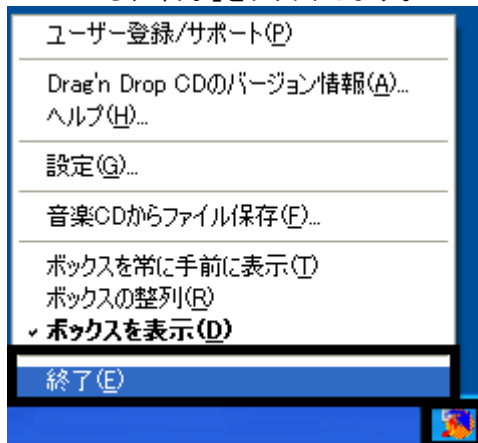 ユーザー登録/サポート(P)
Drag'n Drop CDのバージョン情報(A)...
ヘルプ(H)...
設定(G)...
音楽CDからファイル保存(F)...
ボックスを常に手前に表示(T)
ボックスの整列(R)
ボックスを表示(D)
終了(E)